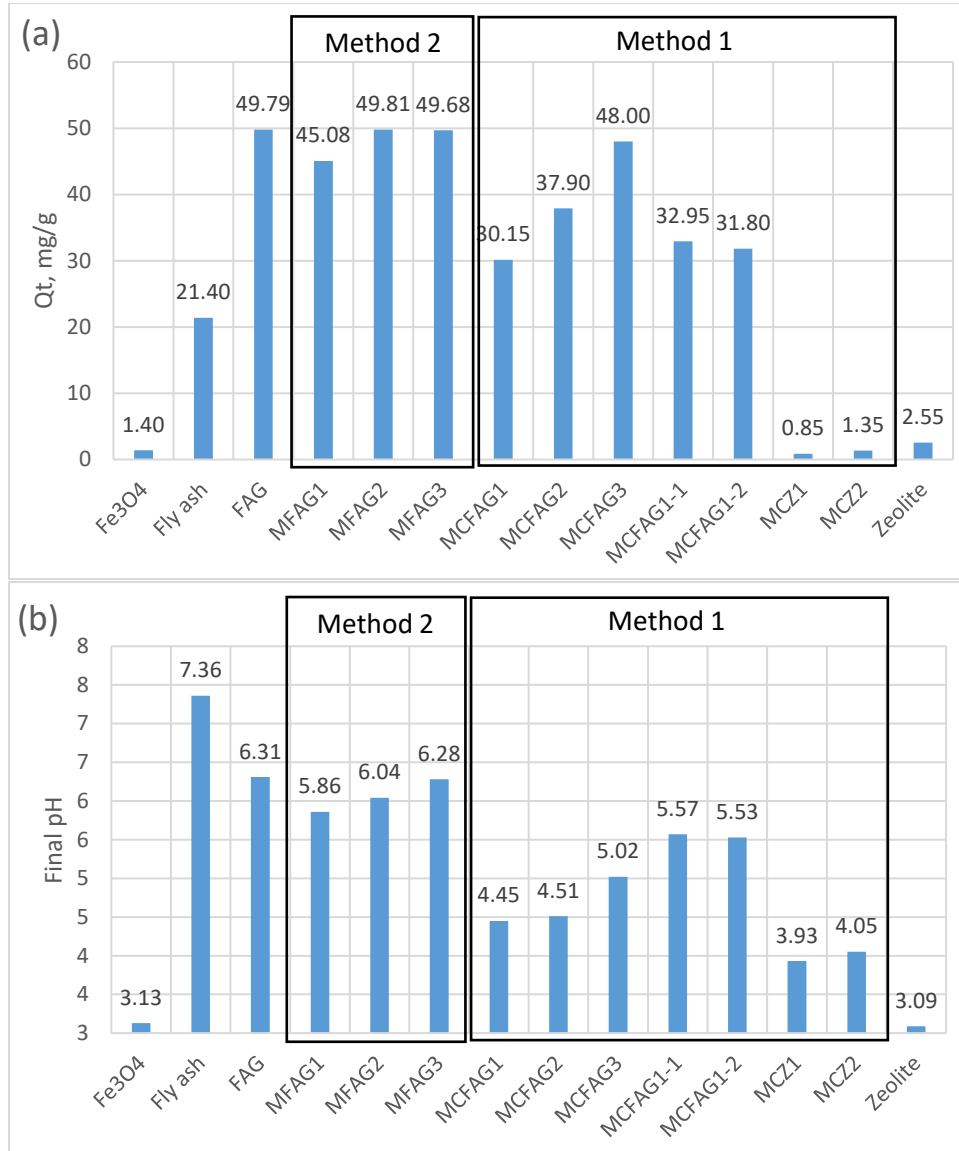 (a)
Method 2
Method 1
60
50
40
30
20
10
0
Qt, mg/g
1.40
21.40
49.79
45.08
49.81
49.68
30.15
37.90
48.00
32.95
31.80
0.85
1.35
2.55
Fe3O4
Fly ash
FAG
MFAG1
MFAG2
MFAG3
MCFAG1
MCFAG2
MCFAG3
MCFAG1-1
MCFAG1-2
MCZ1
MCZ2
Zeolite
(b)
Method 2
Method 1
8
8
7
7
6
6
5
5
4
4
3
Final pH
3.13
7.36
6.31
5.86
6.04
6.28
4.45
4.51
5.02
5.57
5.53
3.93
4.05
3.09
Fe3O4
Fly ash
FAG
MFAG1
MFAG2
MFAG3
MCFAG1
MCFAG2
MCFAG3
MCFAG1-1
MCFAG1-2
MCZ1
MCZ2
Zeolite